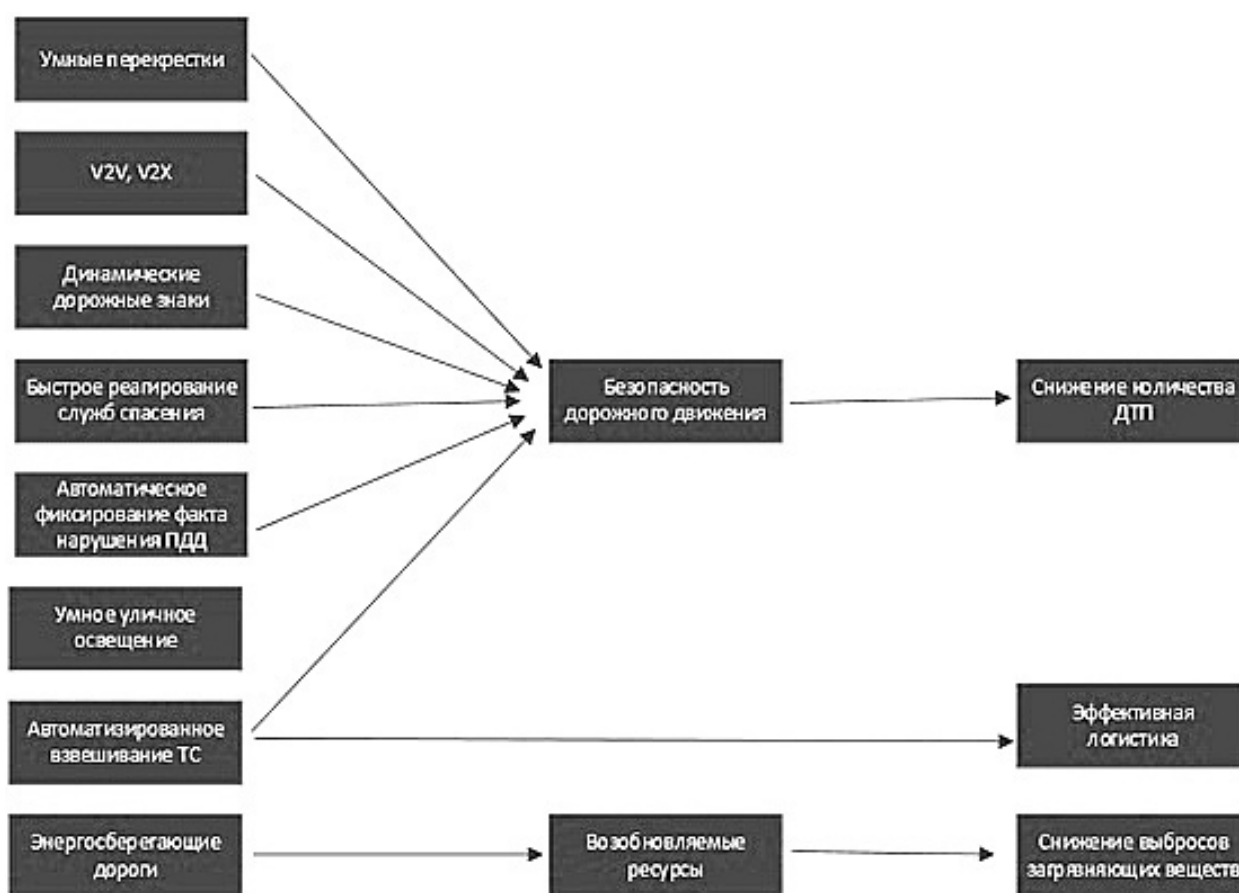 Умные перекрестки
V2V, V2X
Динамические
дорожные знаки
Быстрое реагирование
служб спасения
Автоматическое
фиксирование факта
нарушения ПДД
Умное уличное
освещение
Автоматизированное
взвешивание ТС
Энергосберегающие
дороги
Безопасность
дорожного движения
Возобновляемые
ресурсы
Снижение количества
ДТП
Эффективная
логистика
Снижение выбросов
загрявняющих веществ